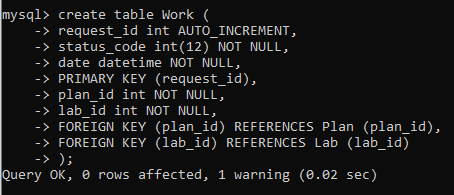 mysql> create table Work (
    -> request_id int AUTO_INCREMENT,
    -> status_code int(12) NOT NULL,
    -> date datetime NOT NULL,
    -> PRIMARY KEY (request_id),
    -> plan_id int NOT NULL,
    -> lab_id int NOT NULL,
    -> FOREIGN KEY (plan_id) REFERENCES Plan (plan_id),
    -> FOREIGN KEY (lab_id) REFERENCES Lab (lab_id)
    -> );
Query OK, 0 rows affected, 1 warning (0.02 sec)